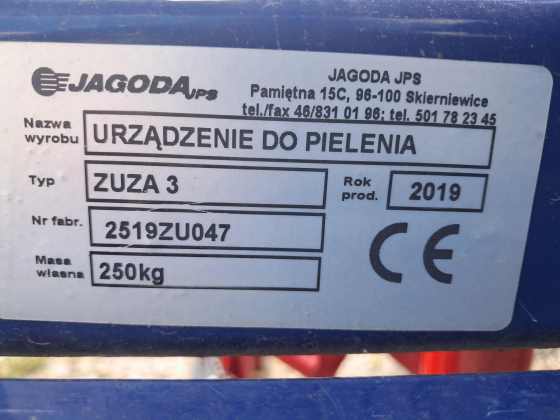 JAGODA JPS
JAGODA JPS
Pamiętna 15C, 96-100 Skierniewice
tel./fax 46/831 01 96; tel. 501 78 23 45
Nazwa wyrobu URZĄDZENIE DO PIELENIA
Typ ZUZA 3 Rok prod. 2019
Nr fabr. 2519ZU047
Masa własna 250kg
CE